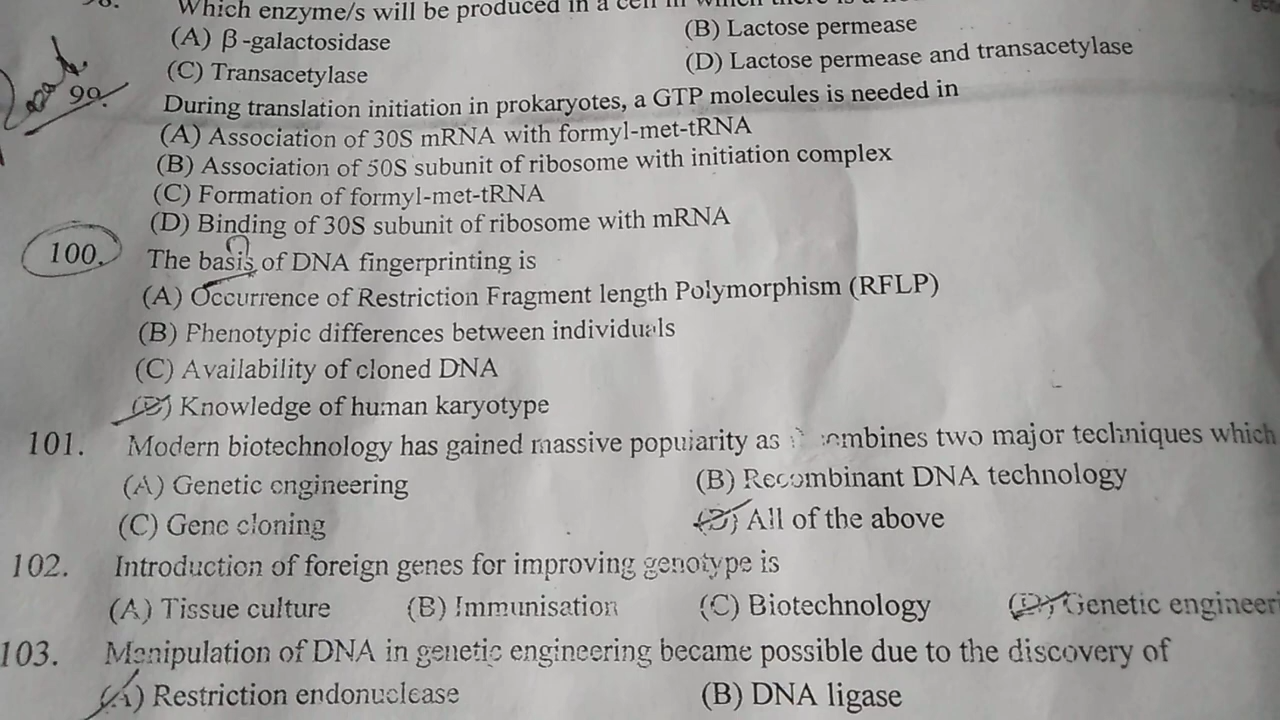 Which enzyme/s will be produced in a cell in which there is a
(A) β-galactosidase (B) Lactose permease
(C) Transacetylase (D) Lactose permease and transacetylase
99. During translation initiation in prokaryotes, a GTP molecules is needed in
(A) Association of 30S mRNA with formyl-met-tRNA
(B) Association of 50S subunit of ribosome with initiation complex
(C) Formation of formyl-met-tRNA
(D) Binding of 30S subunit of ribosome with mRNA
100. The basis of DNA fingerprinting is
(A) Occurrence of Restriction Fragment length Polymorphism (RFLP)
(B) Phenotypic differences between individuals
(C) Availability of cloned DNA
(D) Knowledge of human karyotype
101. Modern biotechnology has gained massive popularity as combines two major techniques which
(A) Genetic engineering (B) Recombinant DNA technology
(C) Gene cloning (D) All of the above
102. Introduction of foreign genes for improving genotype is
(A) Tissue culture (B) Immunisation (C) Biotechnology (D) Genetic engineeri
103. Manipulation of DNA in genetic engineering became possible due to the discovery of
(A) Restriction endonuclease (B) DNA ligase